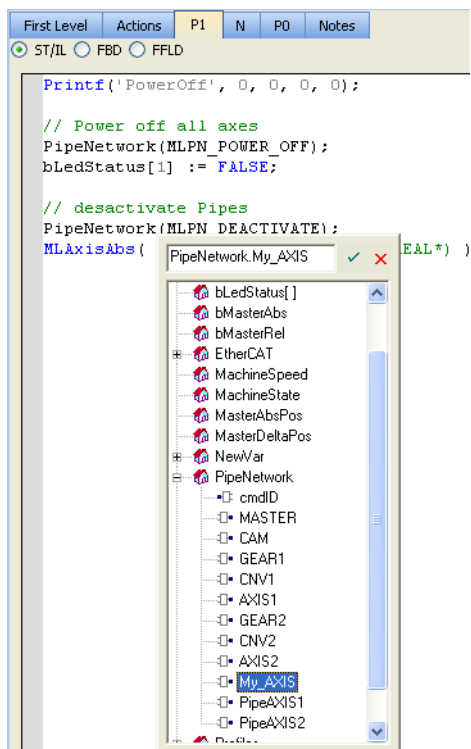 First Level Actions P1 N P0 Notes
ST/IL FBD FFLD
Printf('PowerOff', 0, 0, 0, 0);
// Power off all axes
PipeNetwork(MLPN_POWER_OFF);
bLedStatus[1] := FALSE;
// desactivate Pipes
PipeNetwork(MLPN_DEACTIVATE);
MLAxisAbs( EAL*) )
PipeNetwork.My_AXIS
bLedStatus[ ]
bMasterAbs
bMasterRel
EtherCAT
MachineSpeed
MachineState
MasterAbsPos
MasterDeltaPos
NewVar
PipeNetwork
cmdID
MASTER
CAM
GEAR1
CNV1
AXIS1
GEAR2
CNV2
AXIS2
My_AXIS
PipeAXIS1
PipeAXIS2